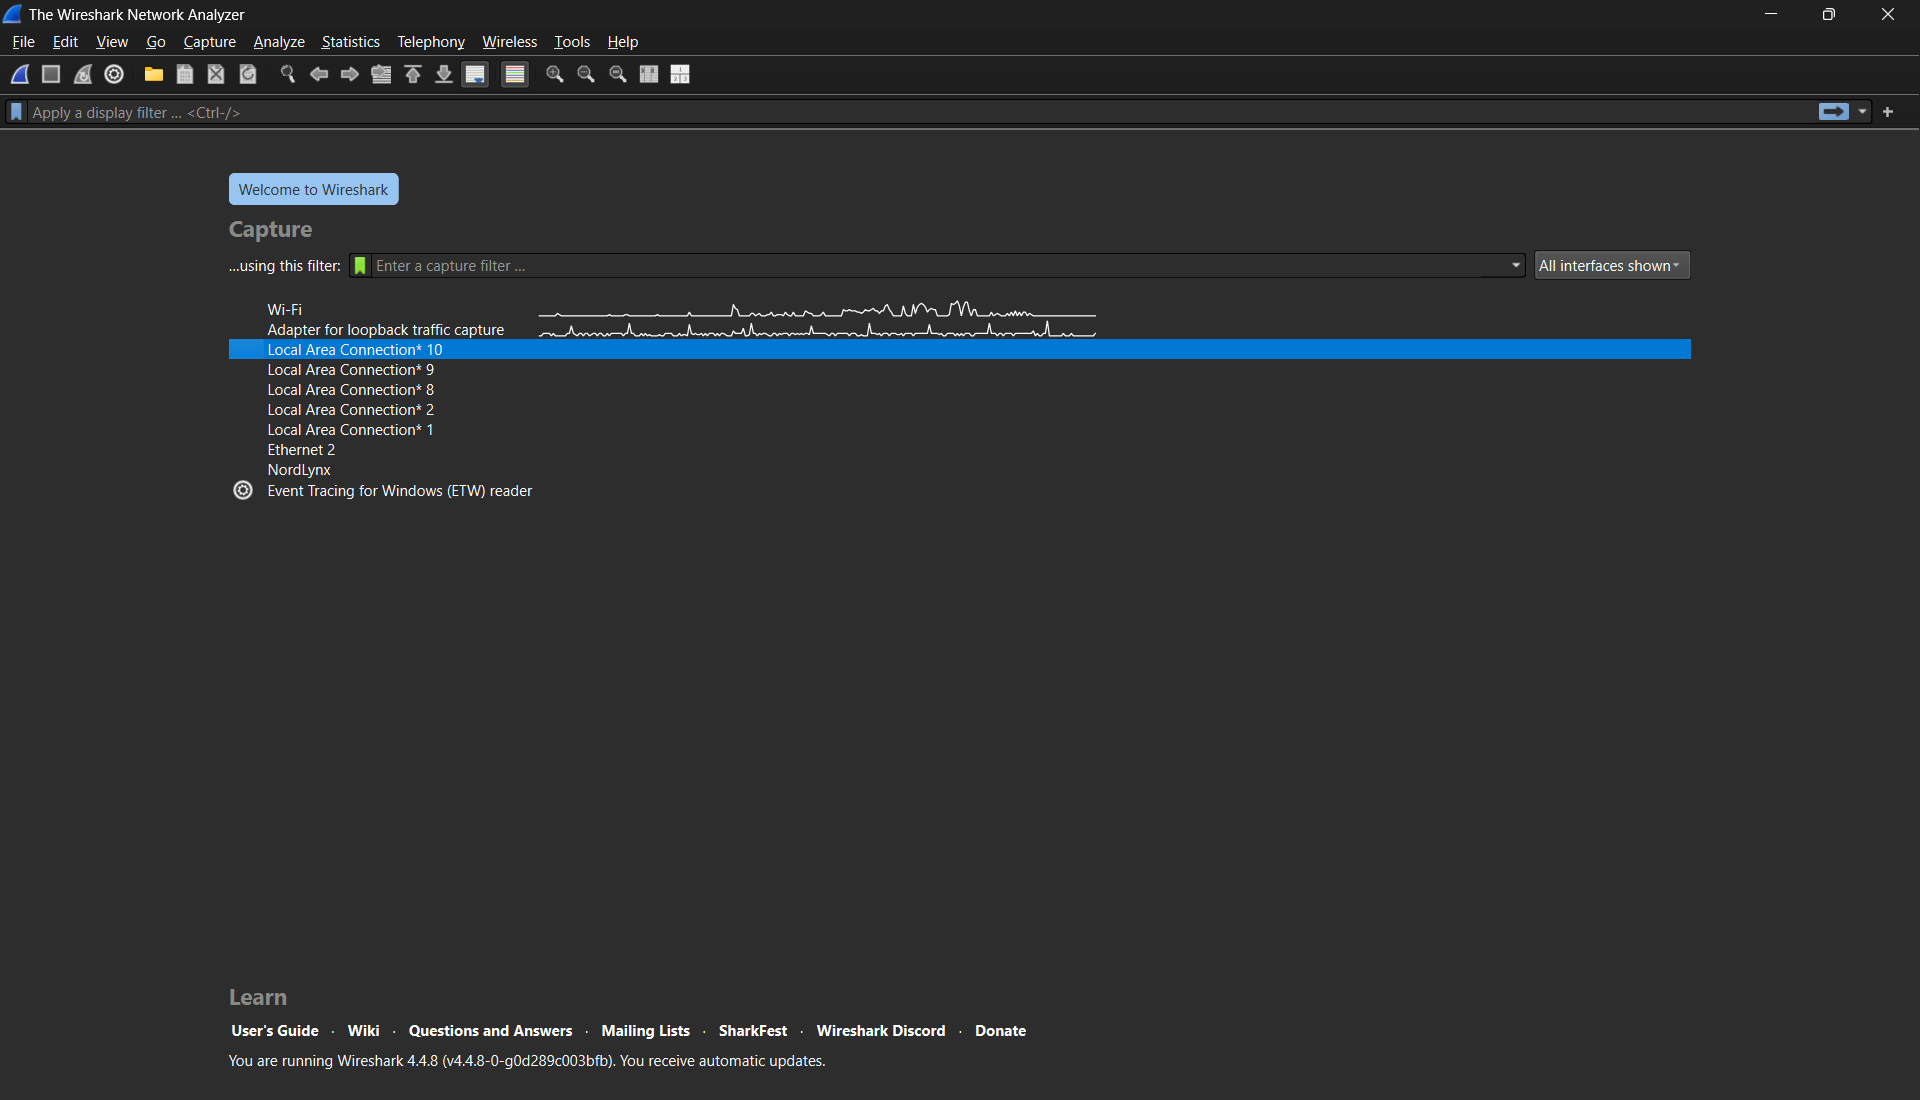 The Wireshark Network Analyzer
File Edit View Go Capture Analyze Statistics Telephony Wireless Tools Help
Apply a display filter ... <Ctrl-/>
Welcome to Wireshark
Capture
...using this filter: Enter a capture filter ... All interfaces shown
Wi-Fi
Adapter for loopback traffic capture
Local Area Connection* 10
Local Area Connection* 9
Local Area Connection* 8
Local Area Connection* 2
Local Area Connection* 1
Ethernet 2
NordLynx
Event Tracing for Windows (ETW) reader
Learn
User's Guide · Wiki · Questions and Answers · Mailing Lists · SharkFest · Wireshark Discord · Donate
You are running Wireshark 4.4.8 (v4.4.8-0-g0d289c003bfb). You receive automatic updates.